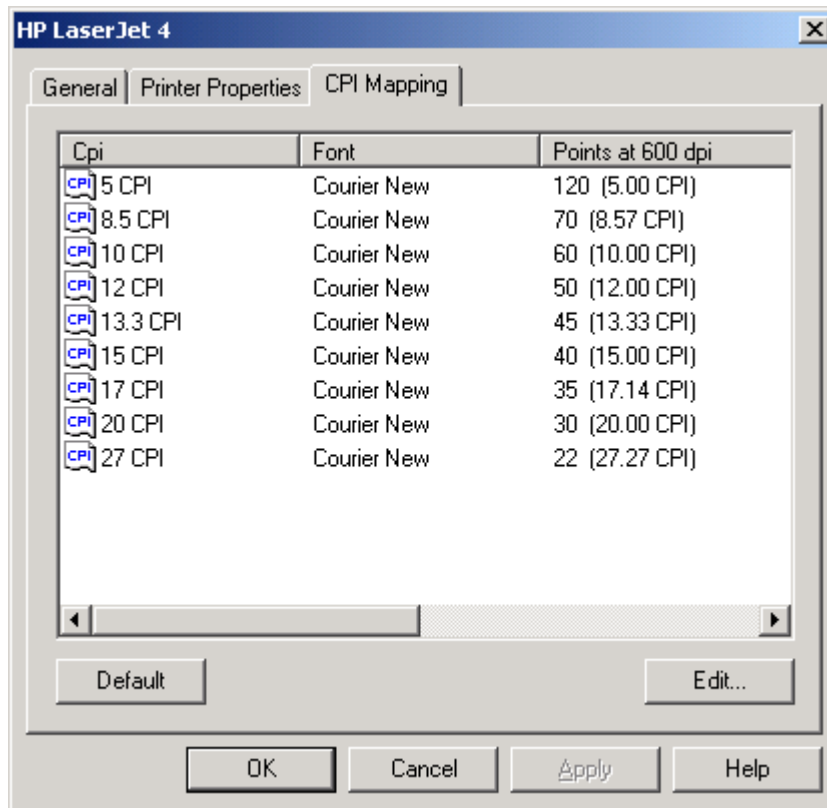 HP LaserJet 4
General Printer Properties CPI Mapping
Cpi Font Points at 600 dpi
CPI 5 CPI Courier New 120 (5.00 CPI)
CPI 8.5 CPI Courier New 70 (8.57 CPI)
CPI 10 CPI Courier New 60 (10.00 CPI)
CPI 12 CPI Courier New 50 (12.00 CPI)
CPI 13.3 CPI Courier New 45 (13.33 CPI)
CPI 15 CPI Courier New 40 (15.00 CPI)
CPI 17 CPI Courier New 35 (17.14 CPI)
CPI 20 CPI Courier New 30 (20.00 CPI)
CPI 27 CPI Courier New 22 (27.27 CPI)
Default Edit...
OK Cancel Apply Help